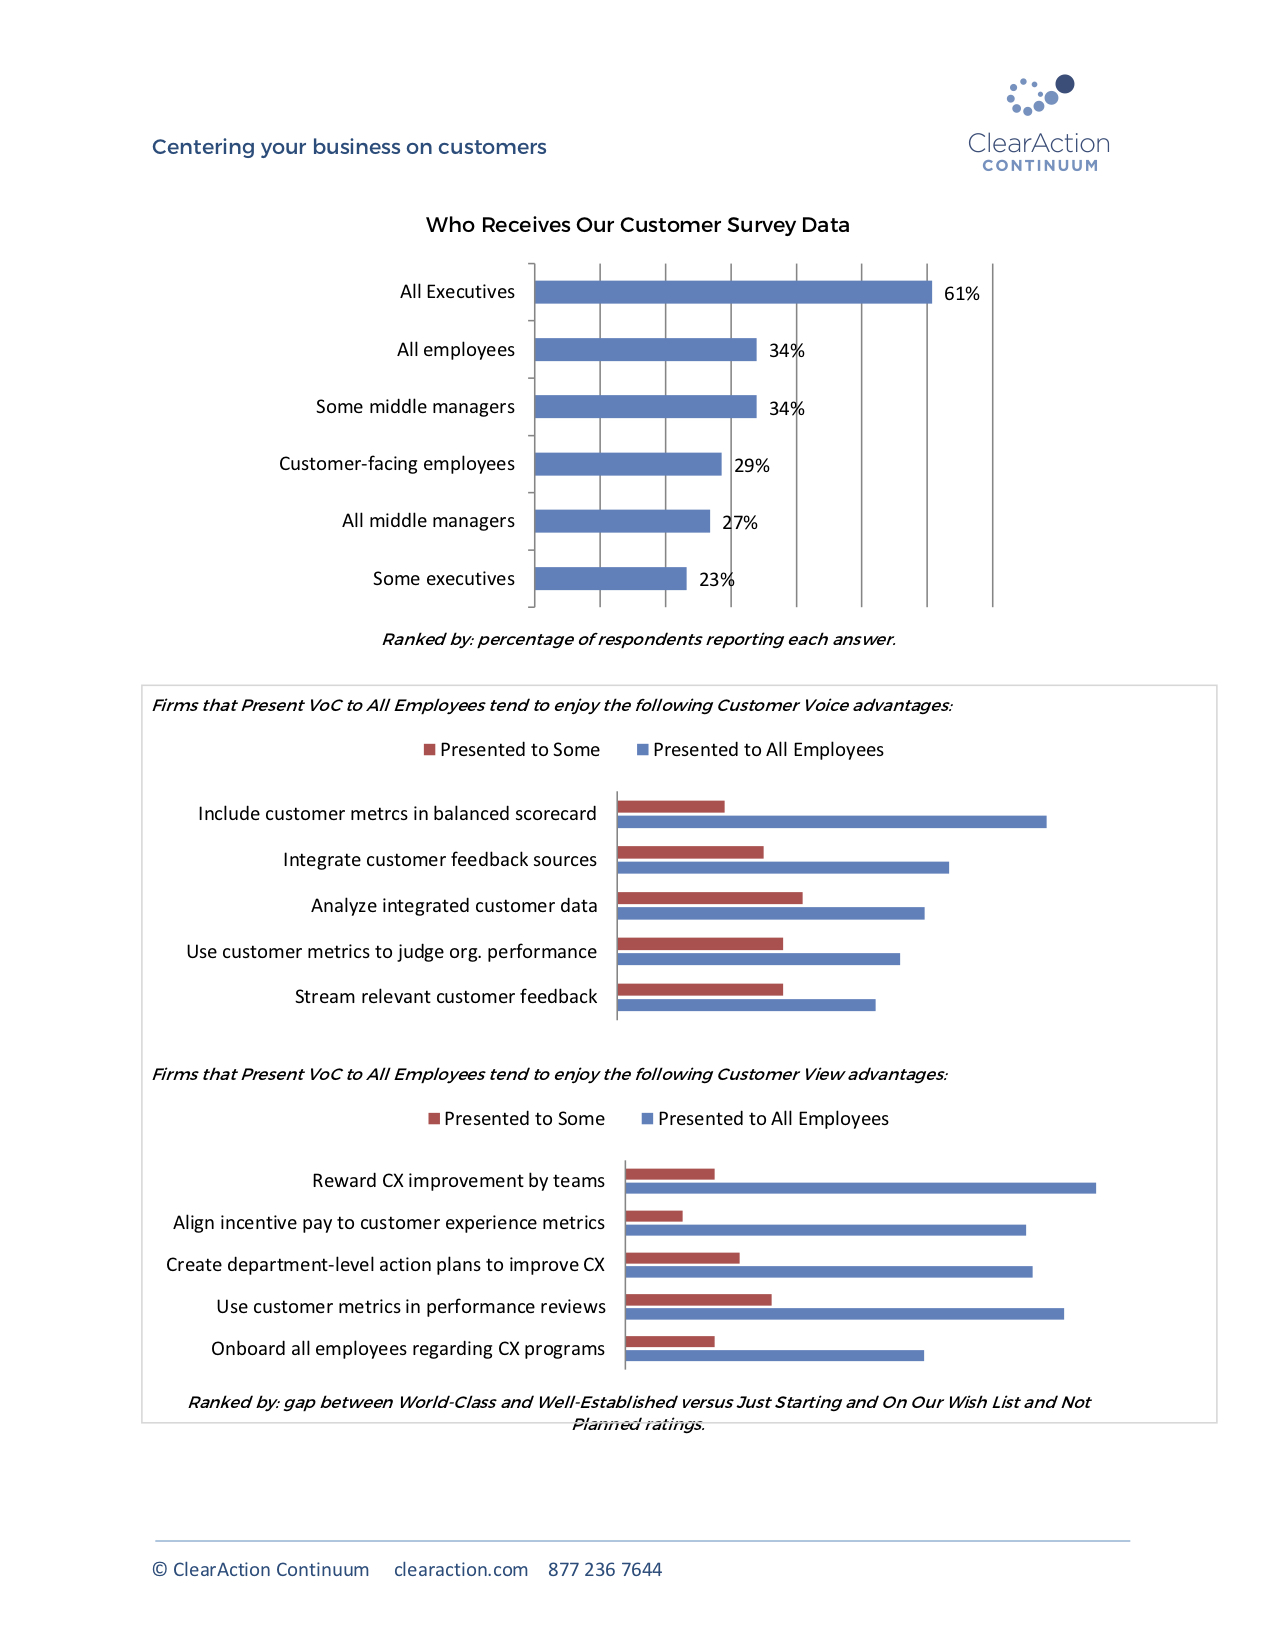 ClearAction
CONTINUUM
Centering your business on customers
Who Receives Our Customer Survey Data
All Executives 61%
All employees 34%
Some middle managers 34%
Customer-facing employees 29%
All middle managers 27%
Some executives 23%
Ranked by: percentage of respondents reporting each answer.
Firms that Present VoC to All Employees tend to enjoy the following Customer Voice advantages:
Presented to Some Presented to All Employees
Include customer metrcs in balanced scorecard
Integrate customer feedback sources
Analyze integrated customer data
Use customer metrics to judge org. performance
Stream relevant customer feedback
Firms that Present VoC to All Employees tend to enjoy the following Customer View advantages:
Presented to Some Presented to All Employees
Reward CX improvement by teams
Align incentive pay to customer experience metrics
Create department-level action plans to improve CX
Use customer metrics in performance reviews
Onboard all employees regarding CX programs
Ranked by: gap between World-Class and Well-Established versus Just Starting and On Our Wish List and Not
Planned ratings.
© ClearAction Continuum clearaction.com 877 236 7644